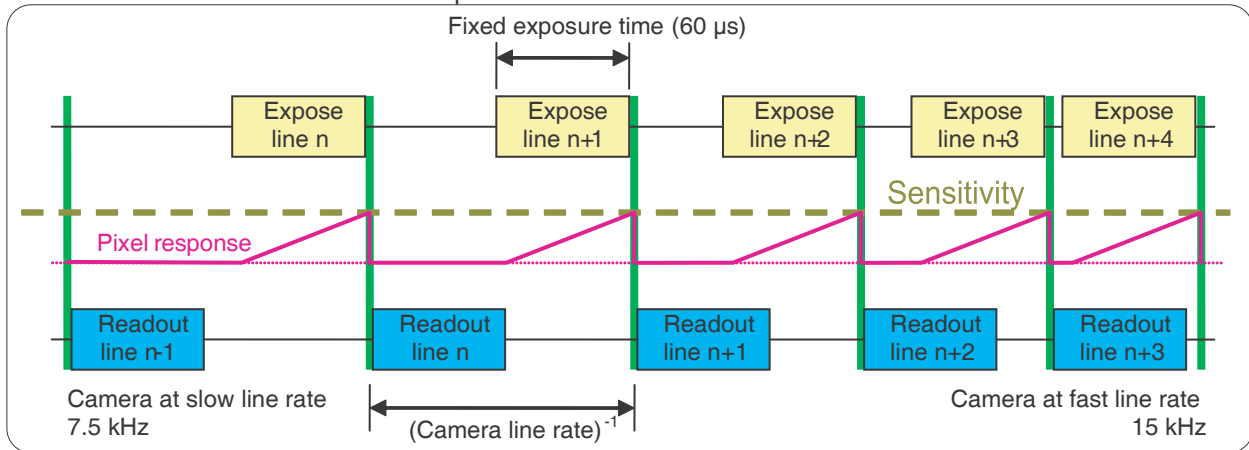 Fixed exposure time (60 µs)
Expose
line n
Expose
line n+1
Expose
line n+2
Expose
line n+3
Expose
line n+4
Sensitivity
Pixel response
Readout
line n-1
Readout
line n
Readout
line n+1
Readout
line n+2
Readout
line n+3
Camera at slow line rate
7.5 kHz
(Camera line rate)-1
Camera at fast line rate
15 kHz